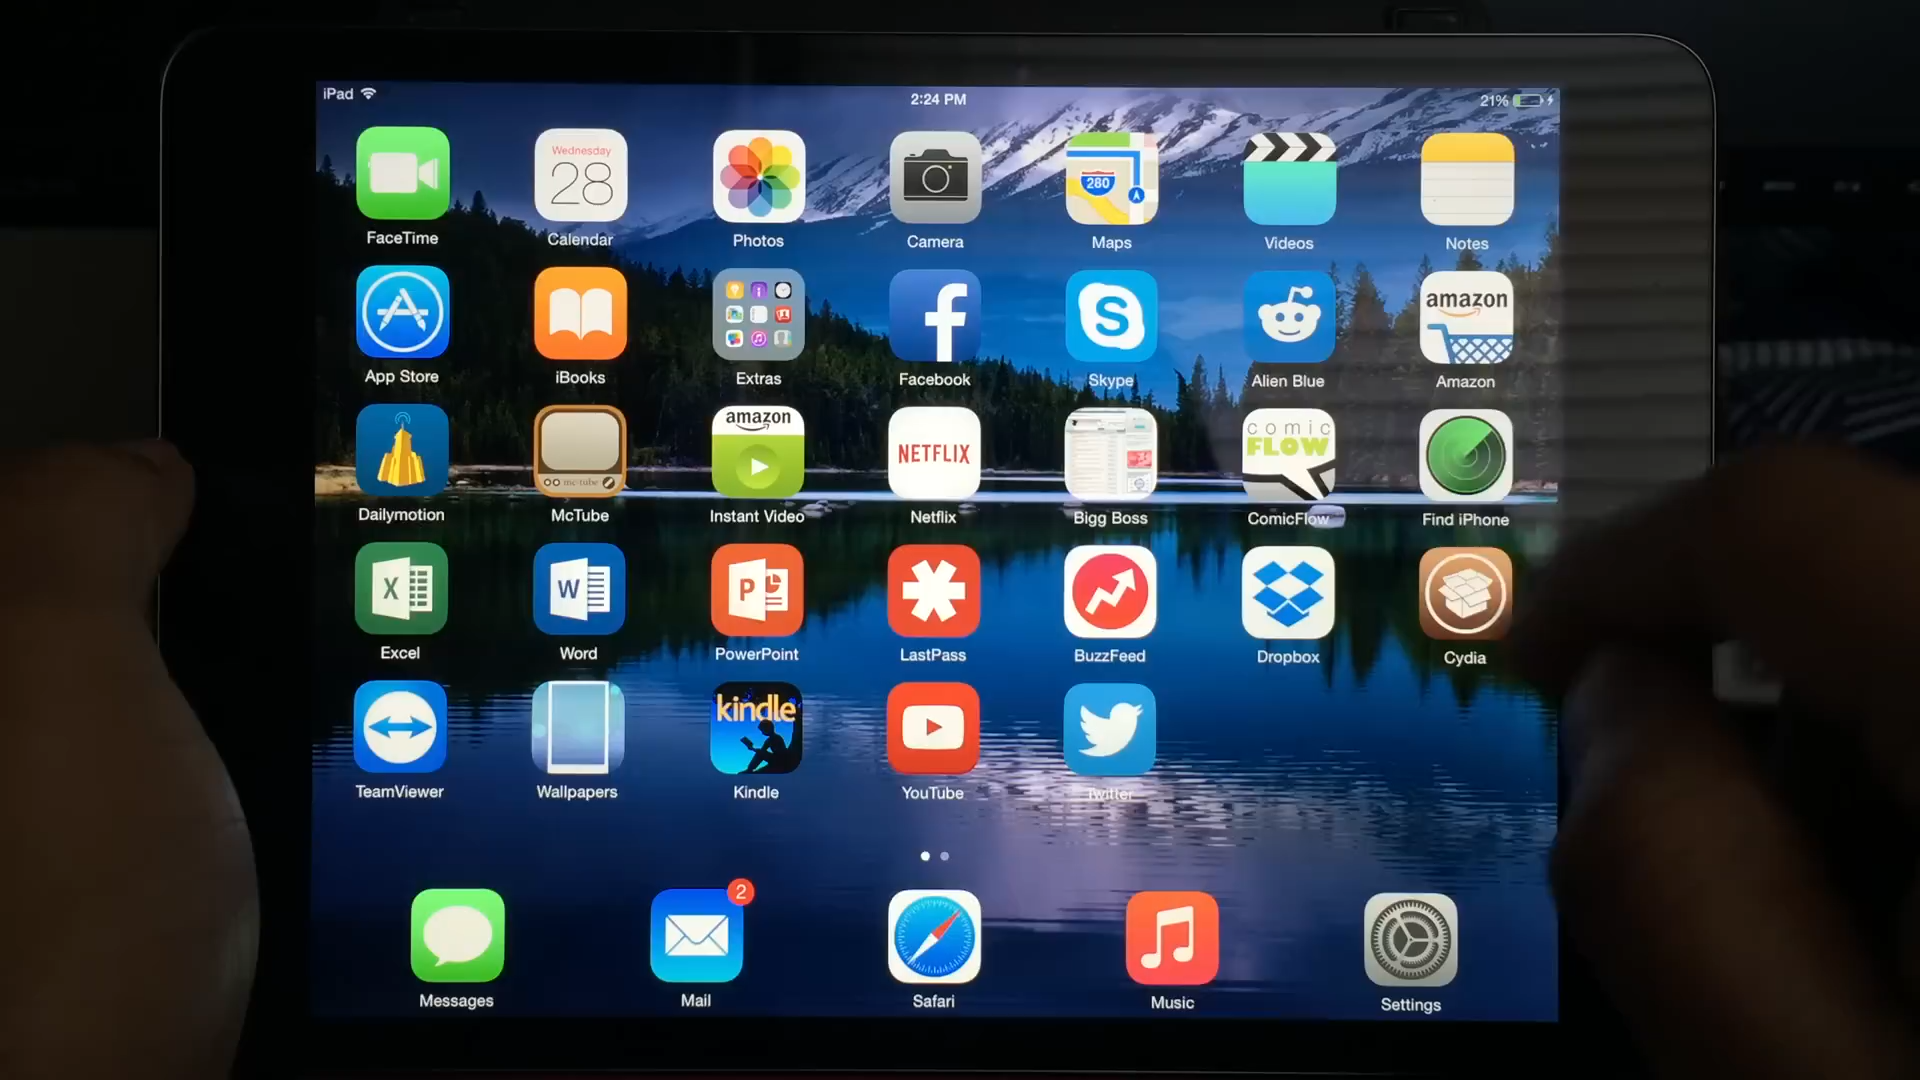 iPad
2:24 PM
21%
Wednesday
28
280
FaceTime
Calendar
Photos
Camera
Maps
Videos
Notes
amazon
App Store
iBooks
Extras
Facebook
Skype
Alien Blue
Amazon
mc-tube
amazon
NETFLIX
comic
FLOW
Dailymotion
McTube
Instant Video
Netflix
Bigg Boss
ComicFlow
Find iPhone
X
W
P
Excel
Word
PowerPoint
LastPass
BuzzFeed
Dropbox
Cydia
kindle
TeamViewer
Wallpapers
Kindle
YouTube
Twitter
2
Messages
Mail
Safari
Music
Settings